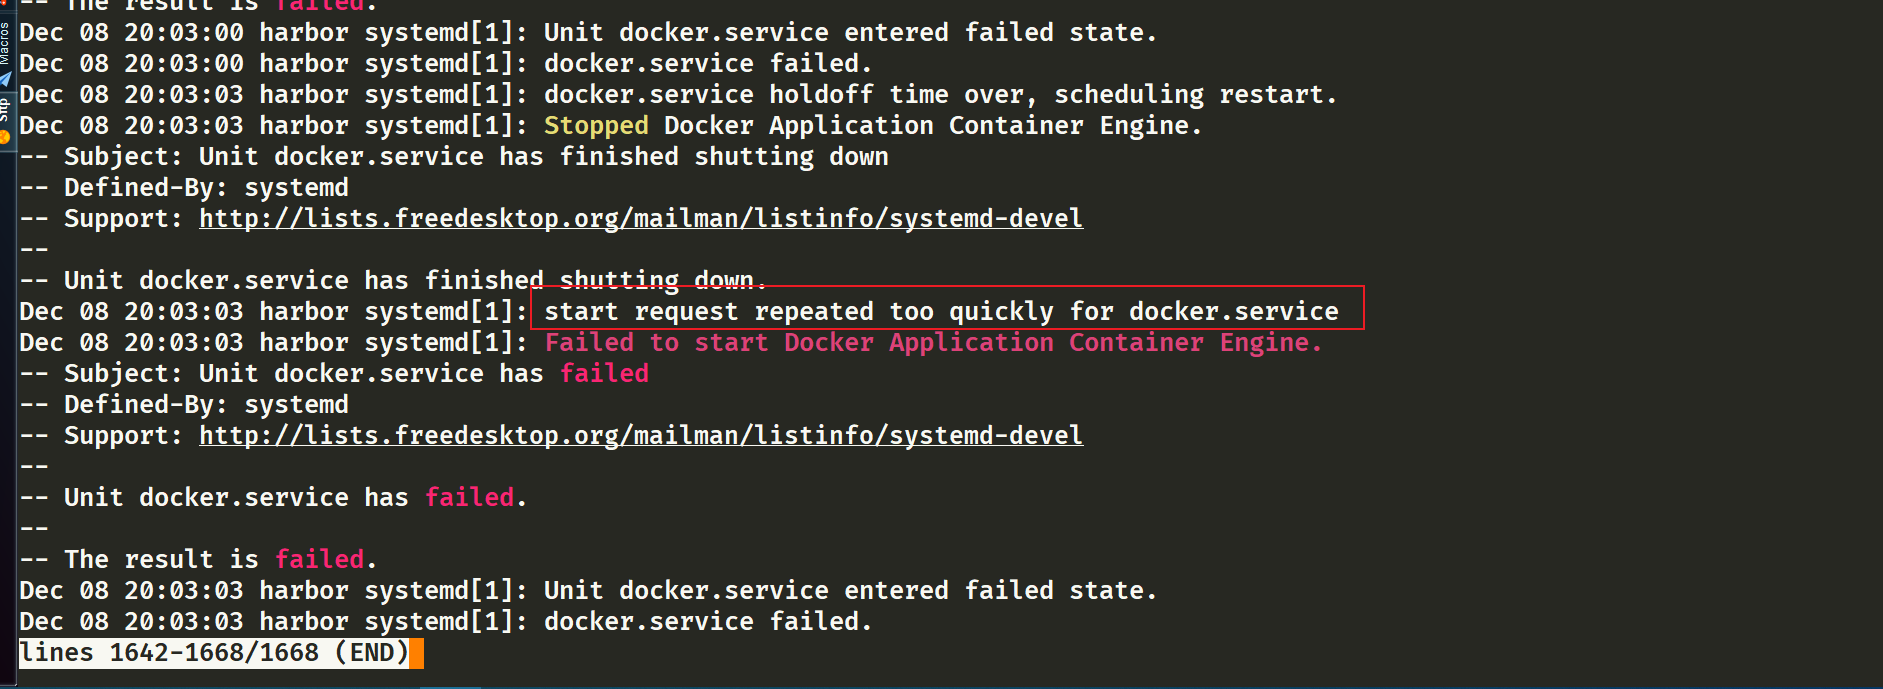 -- The result is failed.
Macros
Dec 08 20:03:00 harbor systemd[1]: Unit docker.service entered failed state.
Dec 08 20:03:00 harbor systemd[1]: docker.service failed.
Dec 08 20:03:03 harbor systemd[1]: docker.service holdoff time over, scheduling restart.
Sftp
Dec 08 20:03:03 harbor systemd[1]: Stopped Docker Application Container Engine.
-- Subject: Unit docker.service has finished shutting down
-- Defined-By: systemd
-- Support: http://lists.freedesktop.org/mailman/listinfo/systemd-devel
--
-- Unit docker.service has finished shutting down.
Dec 08 20:03:03 harbor systemd[1]: start request repeated too quickly for docker.service
Dec 08 20:03:03 harbor systemd[1]: Failed to start Docker Application Container Engine.
-- Subject: Unit docker.service has failed
-- Defined-By: systemd
-- Support: http://lists.freedesktop.org/mailman/listinfo/systemd-devel
--
-- Unit docker.service has failed.
--
-- The result is failed.
Dec 08 20:03:03 harbor systemd[1]: Unit docker.service entered failed state.
Dec 08 20:03:03 harbor systemd[1]: docker.service failed.
lines 1642-1668/1668 (END)